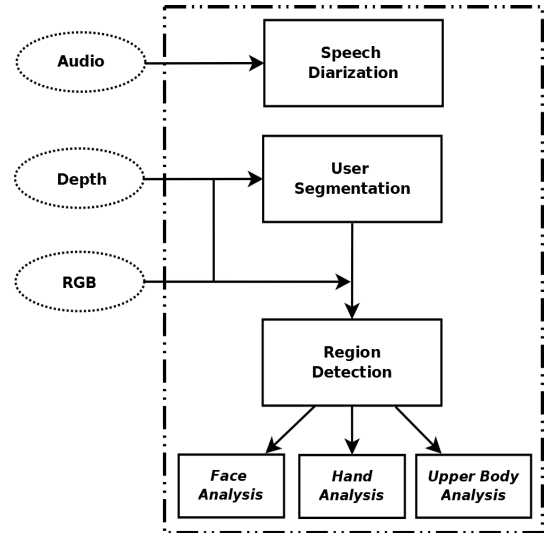 Audio
Speech
Diarization
Depth
User
Segmentation
RGB
Region
Detection
Face
Analysis
Hand
Analysis
Upper Body
Analysis